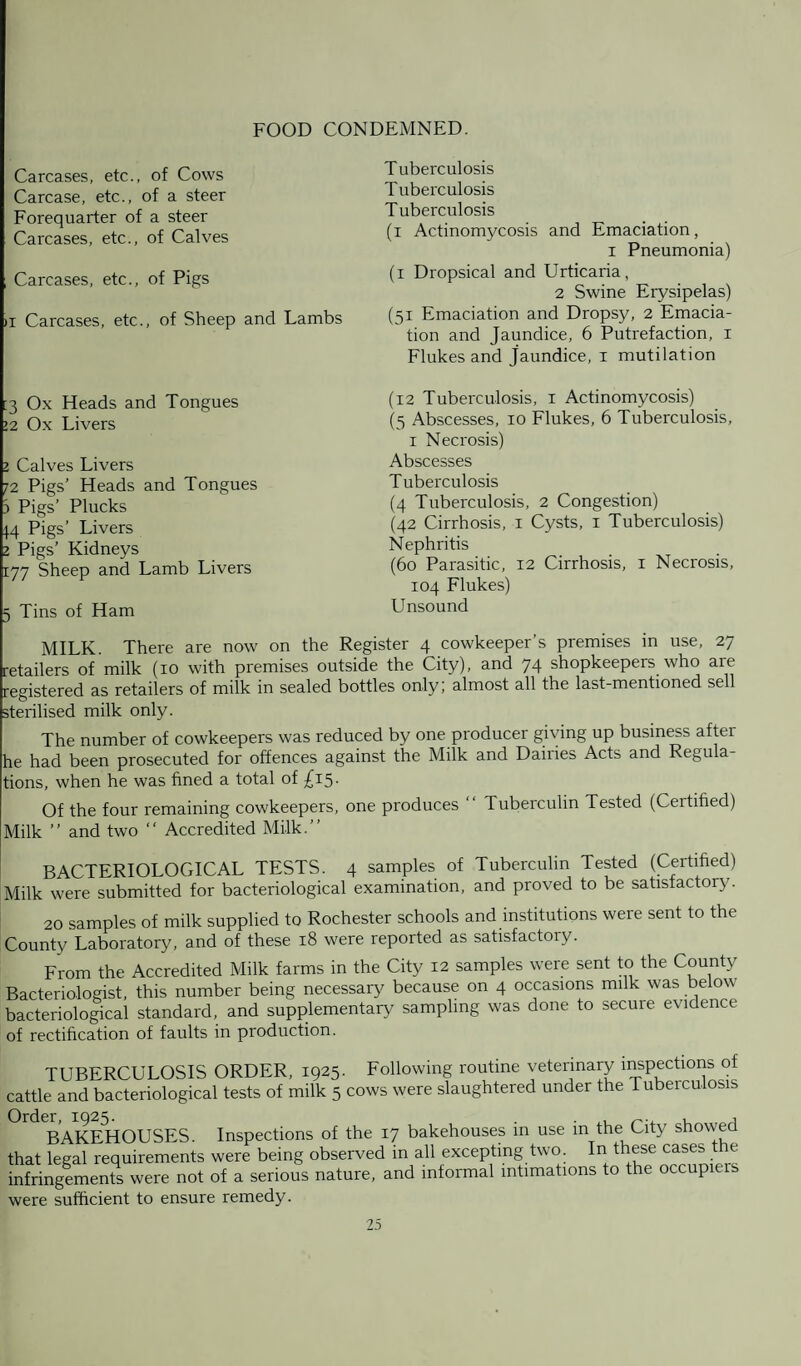 FOOD CONDEMNED.
Carcases, etc., of Cows Tuberculosis
Carcase, etc., of a steer Tuberculosis
Forequarter of a steer Tuberculosis
Carcases, etc., of Calves (1 Actinomycosis and Emaciation,
1 Pneumonia)
Carcases, etc., of Pigs (1 Dropsical and Urticaria,
2 Swine Erysipelas)
1 Carcases, etc., of Sheep and Lambs (51 Emaciation and Dropsy, 2 Emacia-
tion and Jaundice, 6 Putrefaction, 1
Flukes and Jaundice, 1 mutilation
3 Ox Heads and Tongues (12 Tuberculosis, 1 Actinomycosis)
2 Ox Livers (5 Abscesses, 10 Flukes, 6 Tuberculosis,
1 Necrosis)
2 Calves Livers Abscesses
2 Pigs' Heads and Tongues Tuberculosis
Pigs' Plucks (4 Tuberculosis, 2 Congestion)
44 Pigs' Livers (42 Cirrhosis, 1 Cysts, 1 Tuberculosis)
2 Pigs' Kidneys Nephritis
177 Sheep and Lamb Livers (60 Parasitic, 12 Cirrhosis, 1 Necrosis,
104 Flukes)
5 Tins of Ham Unsound
MILK. There are now on the Register 4 cowkeeper's premises in use, 27
retailers of milk (10 with premises outside the City), and 74 shopkeepers who are
registered as retailers of milk in sealed bottles only; almost all the last-mentioned sell
sterilised milk only.
The number of cowkeepers was reduced by one producer giving up business after
he had been prosecuted for offences against the Milk and Dairies Acts and Regula-
tions, when he was fined a total of £15.
Of the four remaining cowkeepers, one produces " Tuberculin Tested (Certified)
Milk " and two " Accredited Milk."
BACTERIOLOGICAL TESTS. 4 samples of Tuberculin Tested (Certified)
Milk were submitted for bacteriological examination, and proved to be satisfactory.
20 samples of milk supplied to Rochester schools and institutions were sent to the
County Laboratory, and of these 18 were reported as satisfactory.
From the Accredited Milk farms in the City 12 samples were sent to the County
Bacteriologist, this number being necessary because on 4 occasions milk was below
bacteriological standard, and supplementary sampling was done to secure evidence
of rectification of faults in production.
TUBERCULOSIS ORDER, 1925. Following routine veterinary inspections of
cattle and bacteriological tests of milk 5 cows were slaughtered under the Tuberculosis
Order, 1925.
BAKEHOUSES. Inspections of the 17 bakehouses in use in the City showed
that legal requirements were being observed in all excepting two. In these cases the
infringements were not of a serious nature, and informal intimations to the occupiers
were sufficient to ensure remedy.
25